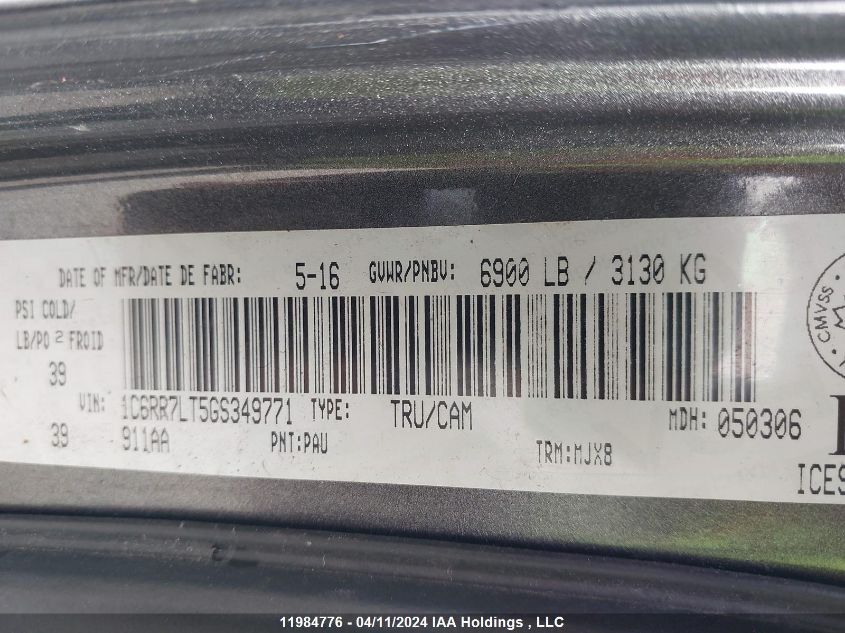 DATE OF MFR/DATE DE FABR: 5-16 GVWR/PNBV: 6900 LB / 3130 KG
PSI COLD/
LB/PO 2 FROID
39
VIN: 1C6RR7LT5GS349771 TYPE: TRU/CAM MDH: 050306
39
911AA PNT:PAU TRM:MJX8
CMVSS
ICES
11984776 - 04/11/2024 IAA Holdings , LLC